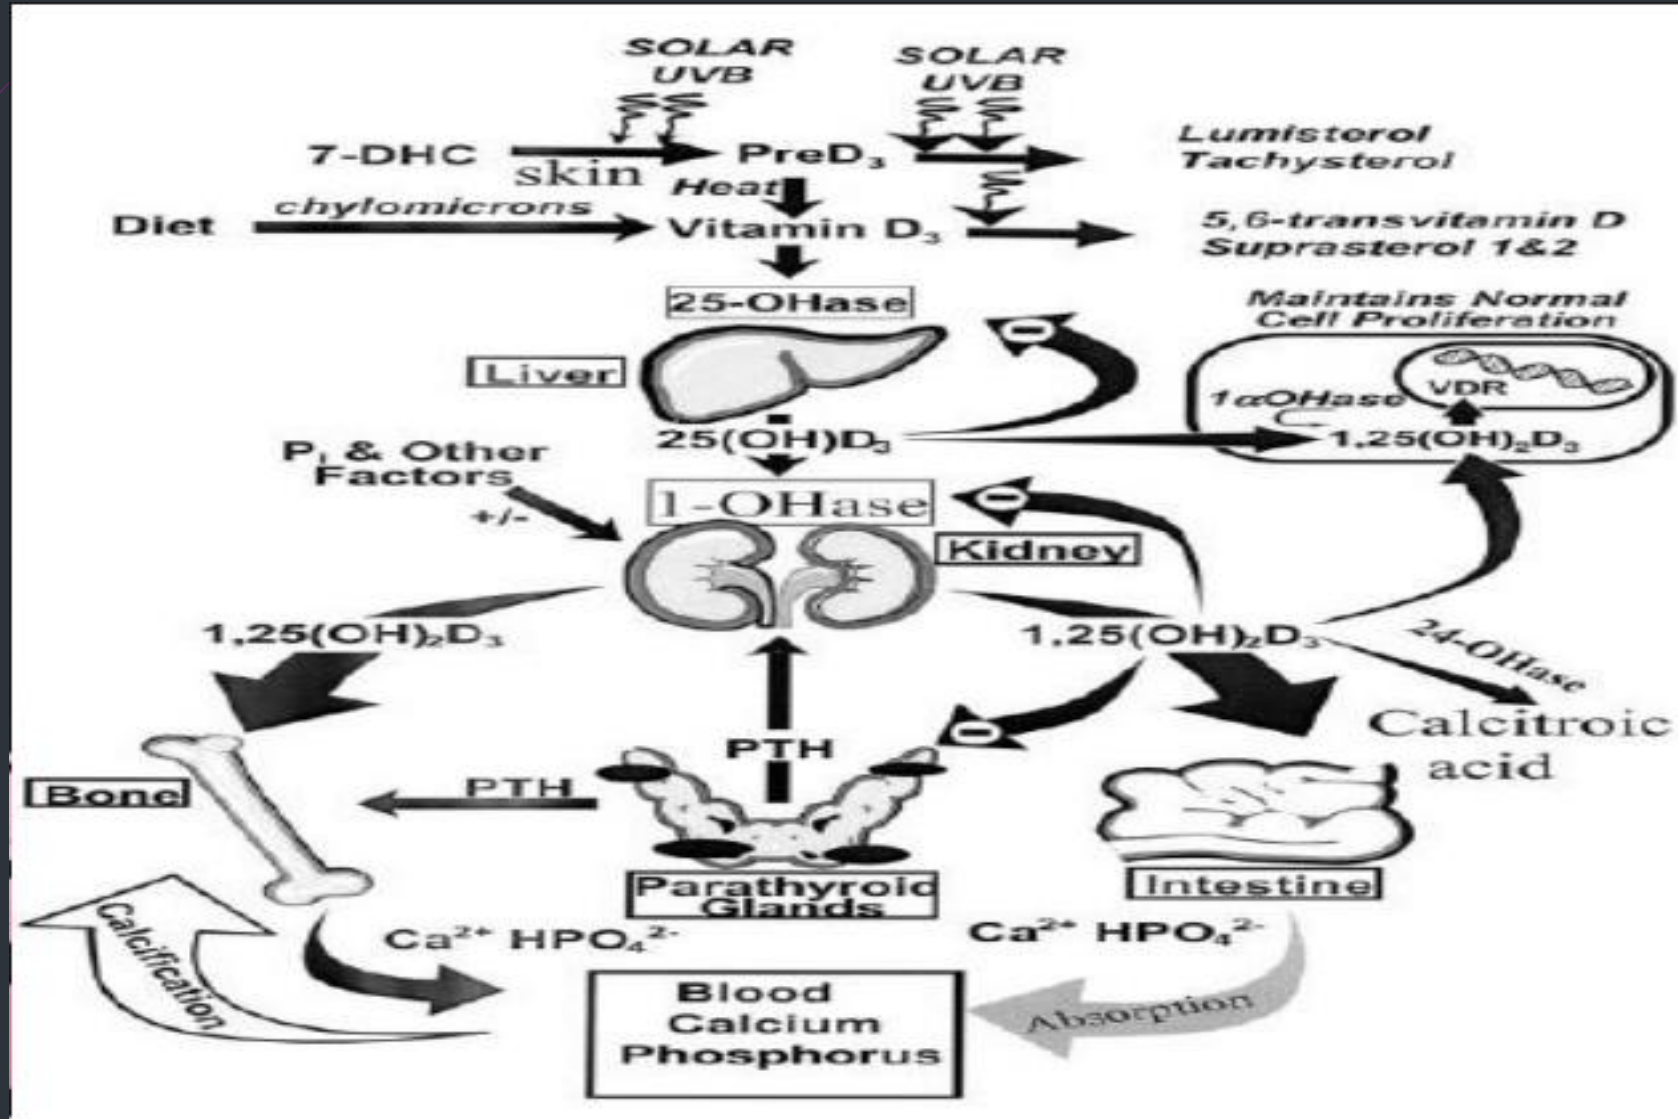 SOLAR
UVB
SOLAR
UVB
7-DHC
skin
PreD₃
Lumisterol
Tachysterol
Heat
Diet
chylomicrons
Vitamin D₃
5,6-transvitamin D
Suprasterol 1&2
25-OHase
Maintains Normal
Cell Proliferation
Liver
VDR
1αOHase
25(OH)D₃
1,25(OH)₂D₃
Pᵢ & Other
Factors
+/-
1-OHase
Kidney
1,25(OH)₂D₃
1,25(OH)₂D₃
24-OHase
Calcitroic
acid
PTH
PTH
Bone
Parathyroid
Glands
Intestine
Calcification
Ca²⁺ HPO₄²⁻
Ca²⁺ HPO₄²⁻
Blood
Calcium
Phosphorus
Absorption